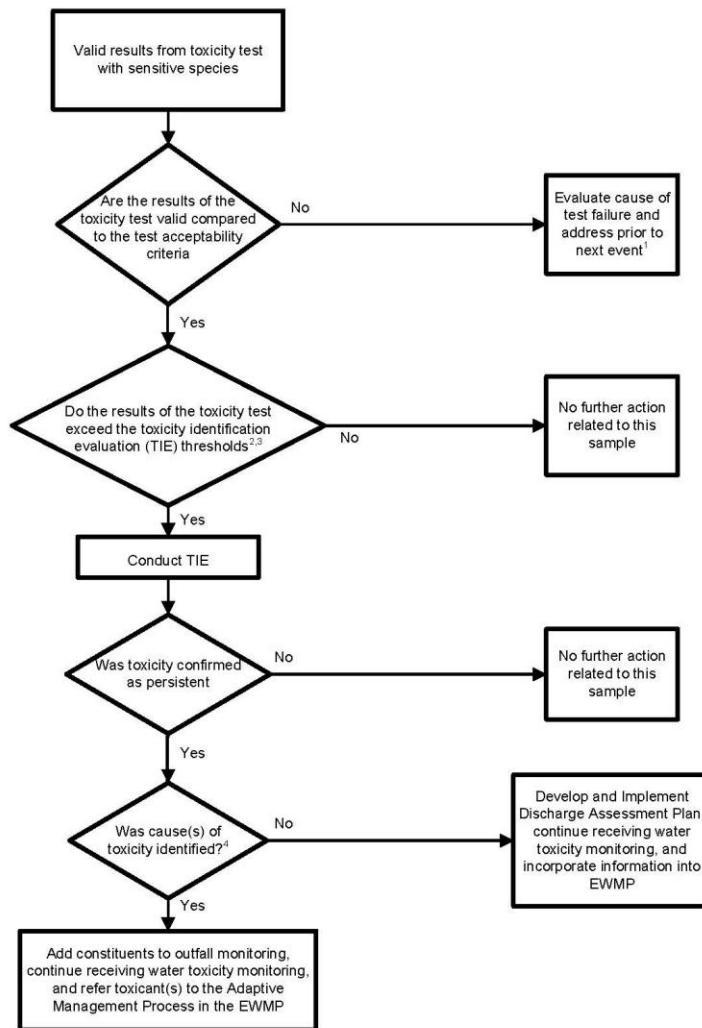 Valid results from toxicity test
with sensitive species
Are the results of the
toxicity test valid compared
to the test acceptability
criteria
No
Evaluate cause of
test failure and
address prior to
next event¹
Yes
Do the results of the toxicity test
exceed the toxicity identification
evaluation (TIE) thresholds²,³
No
No further action
related to this
sample
Yes
Conduct TIE
Was toxicity confirmed
as persistent
No
No further action
related to this
sample
Yes
Was cause(s) of
toxicity identified?⁴
No
Develop and Implement
Discharge Assessment Plan
continue receiving water
toxicity monitoring, and
incorporate information into
EWMP
Yes
Add constituents to outfall monitoring,
continue receiving water toxicity monitoring,
and refer toxicant(s) to the Adaptive
Management Process in the EWMP